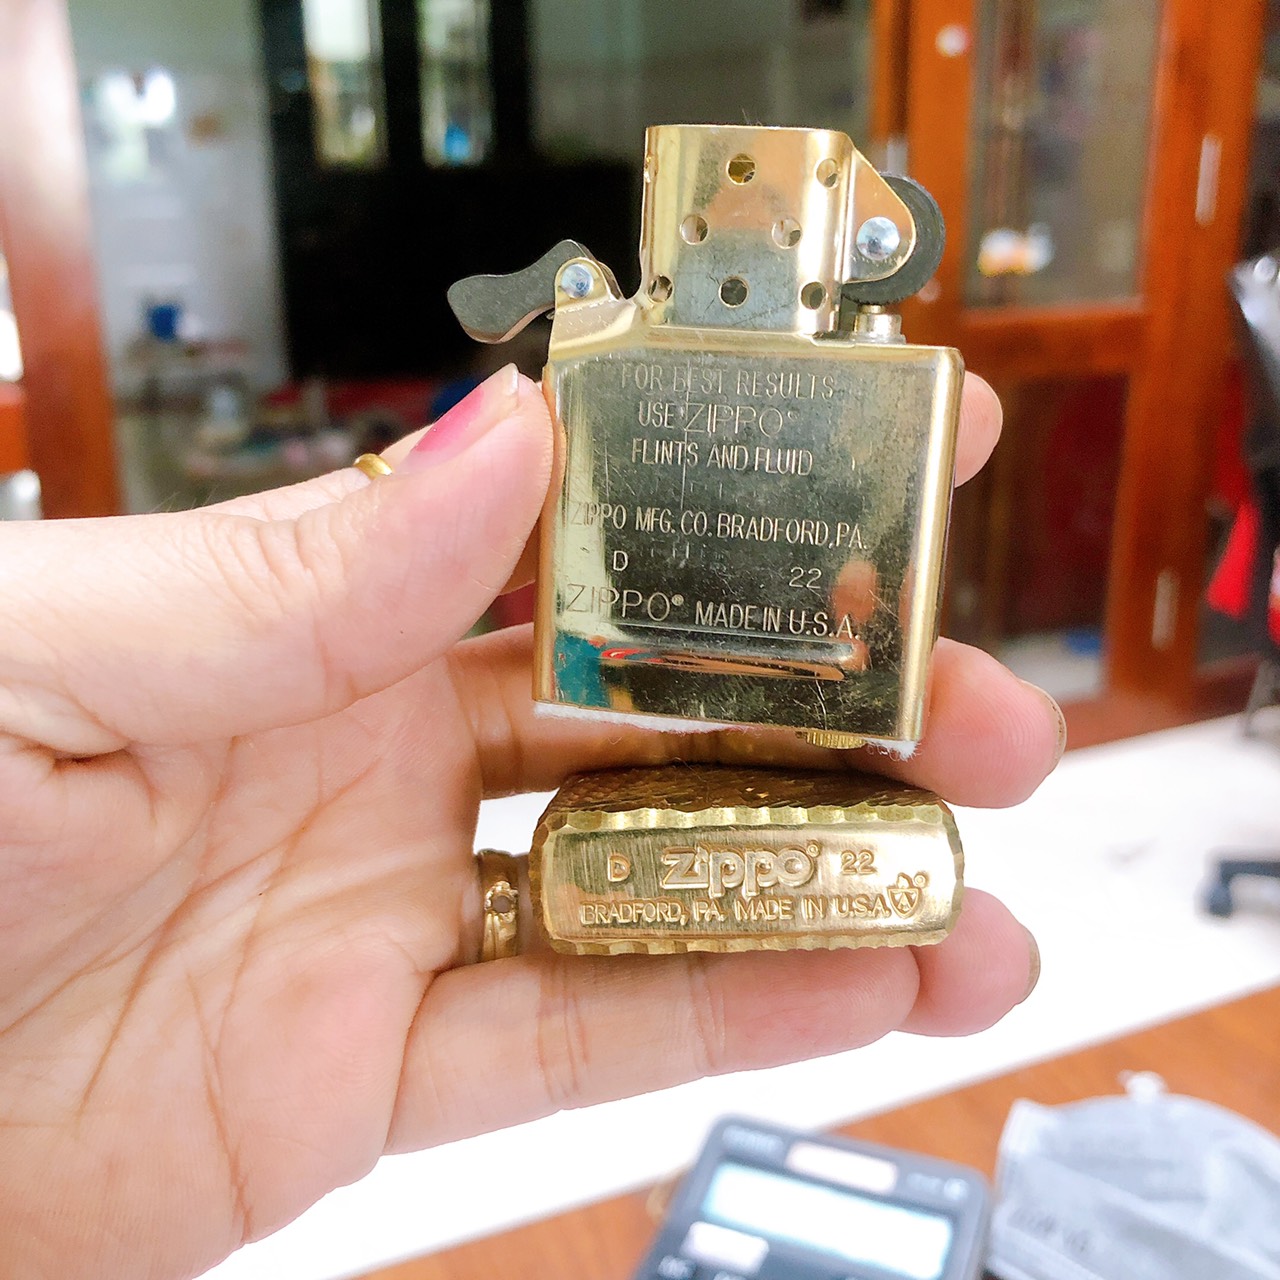 FOR BEST RESULTS
USE ZIPPO®
FLINTS AND FLUID
ZIPPO MFG. CO. BRADFORD, PA.
D 22
ZIPPO® MADE IN U.S.A.
D Zippo® 22
BRADFORD, PA. MADE IN U.S.A.